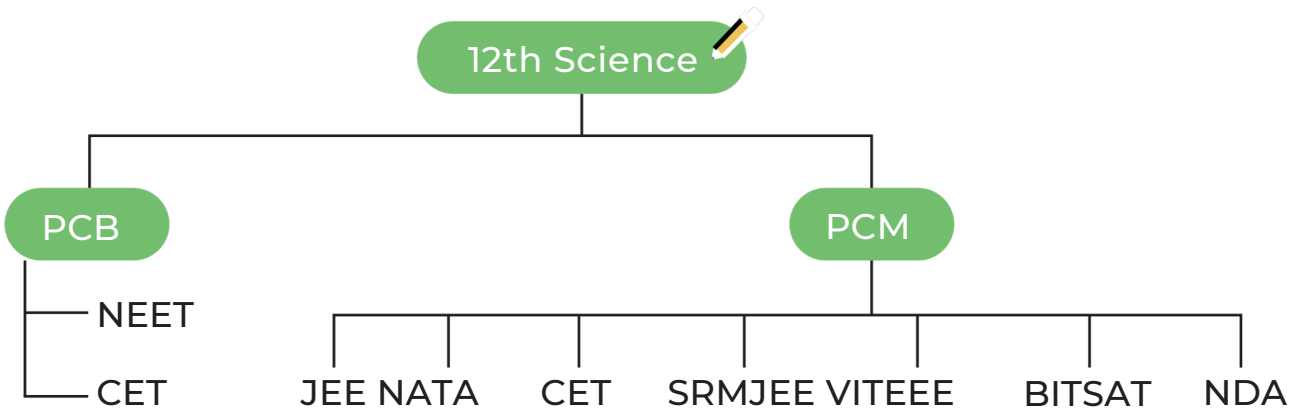 12th Science
PCB
PCM
NEET
CET
JEE NATA CET SRMJEE VITEEE BITSAT NDA